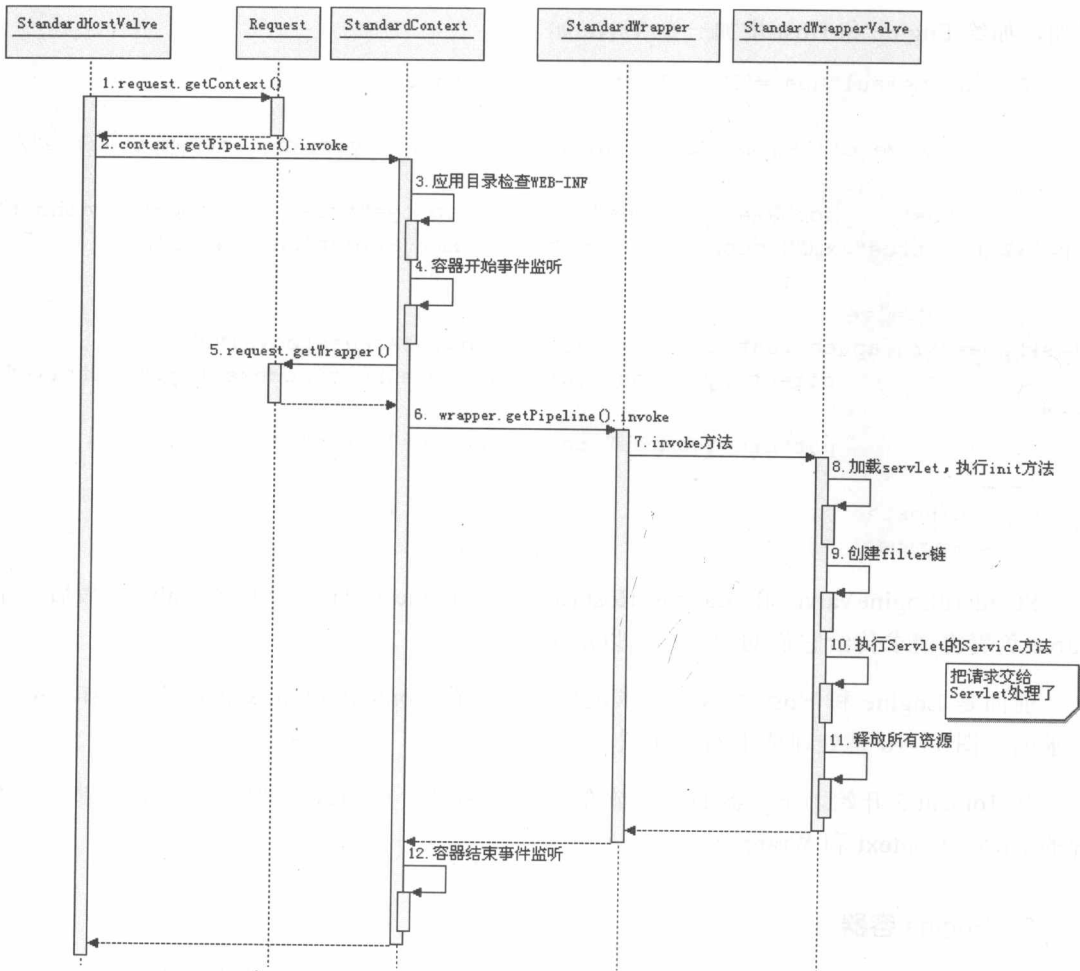 StandardHostValve
Request
StandardContext
StandardWrapper
StandardWrapperValve
1.request.getContext()
2.context.getPipeline().invoke
3.应用目录检查WEB-INF
4.容器开始事件监听
5.request.getWrapper()
6. wrapper.getPipeline().invoke
7.invoke方法
8.加载servlet，执行init方法
9.创建filter链
10.执行Servlet的Service方法
把请求交给
Servlet处理了
11.释放所有资源
12.容器结束事件监听